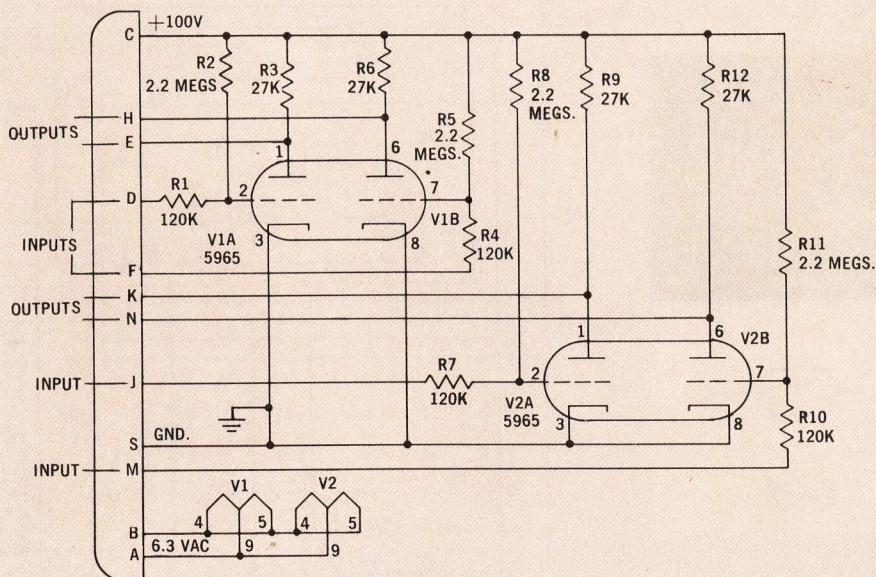 C +100V
R2
2.2 MEGS
R3
27K
R6
27K
R5
2.2
MEGS.
R8
2.2
MEGS.
R9
27K
R12
27K
OUTPUTS
H
E
1
6
D
R1
120K
2
7
V1A
5965
3
8
V1B
R4
120K
INPUTS
F
R11
2.2 MEGS.
OUTPUTS
K
N
1
6
V2B
INPUT
J
R7
120K
2
7
V2A
5965
3
8
R10
120K
S GND.
INPUT
M
V1
V2
4
5
4
5
B
6.3 VAC
9
9
A